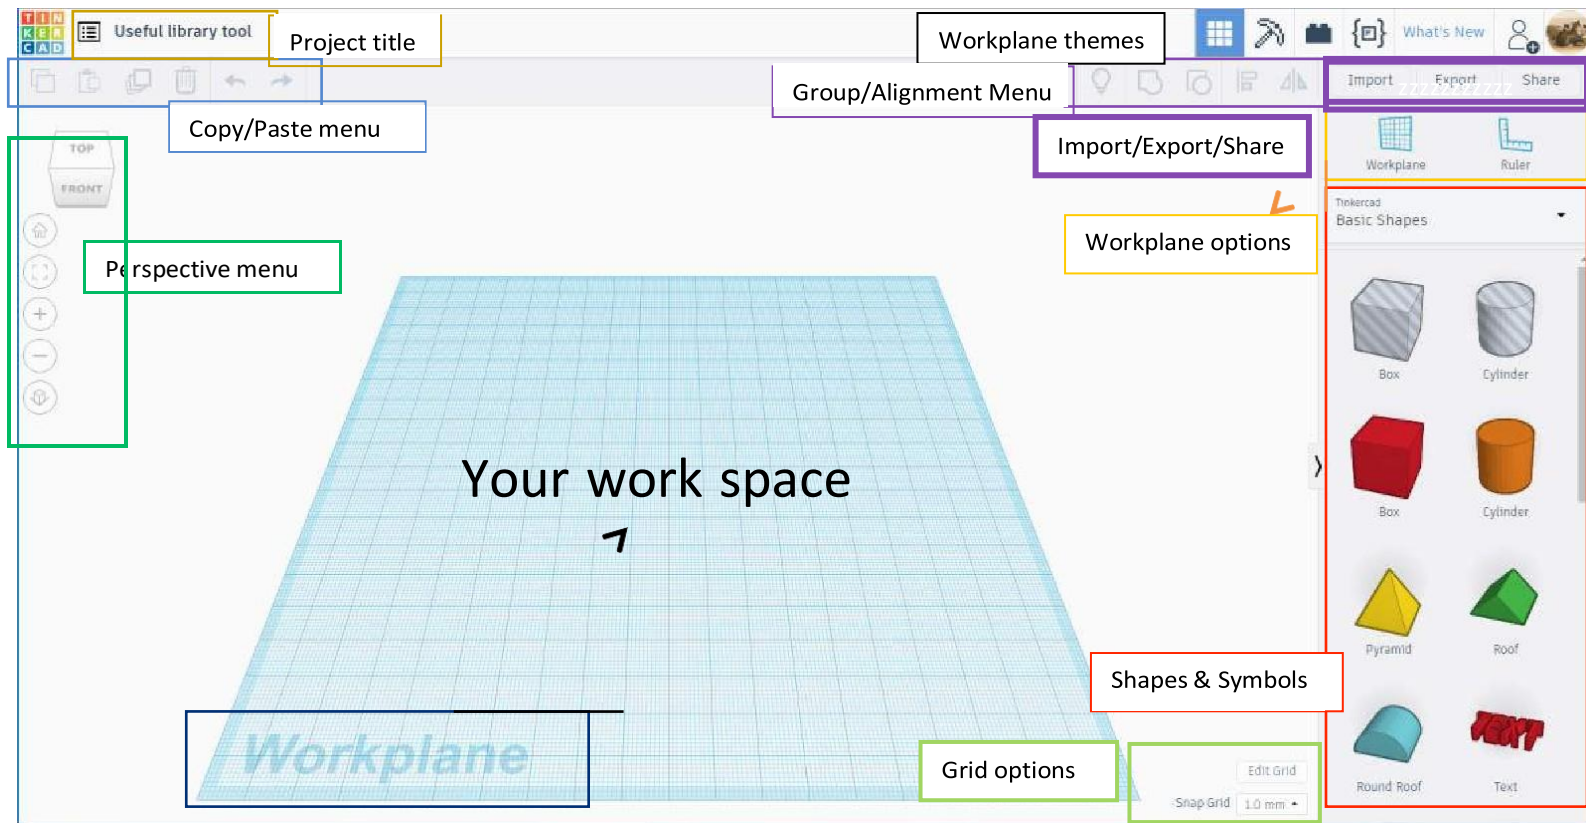 TIN
KER
CAD
Useful library tool
Project title
Workplane themes
What's New
Group/Alignment Menu
Import
Export
Share
zzzzzzzzzzz
Copy/Paste menu
Import/Export/Share
TOP
FRONT
Workplane
Ruler
Tinkercad
Basic Shapes
Workplane options
Perspective menu
Box
Cylinder
Your work space
Box
Cylinder
Pyramid
Roof
Shapes & Symbols
TEXT
Workplane
Grid options
Edit Grid
Snap Grid
1.0 mm
Round Roof
Text